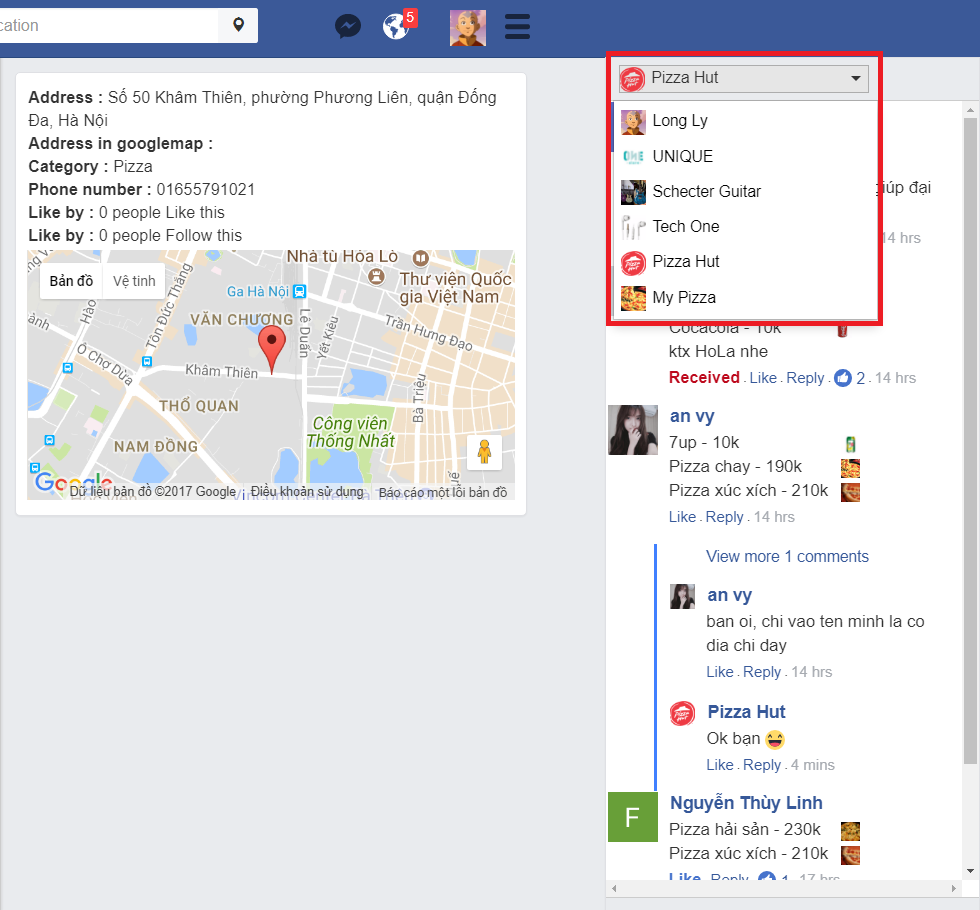 cation
5
Address : Số 50 Khâm Thiên, phường Phương Liên, quận Đống
Đa, Hà Nội
Address in googlemap :
Category : Pizza
Phone number : 01655791021
Like by : 0 people Like this
Like by : 0 people Follow this
Bản đồ
Vệ tinh
Nhà tù Hỏa Lò
Thư viện Quốc
gia Việt Nam
Ga Hà Nội
VĂN CHƯƠNG
Hào
Tôn Đức Thắng
Lê Duẩn
Yết Kiêu
Trần Hưng Đạo
ành
Ô Chợ Dừa
Khâm Thiên
Bà Triệu
THỔ QUAN
Công viên
Thống Nhất
NAM ĐỒNG
Google
Dữ liệu bản đồ ©2017 Google
Điều khoản sử dụng
Báo cáo một lỗi bản đồ
Pizza Hut
Long Ly
UNIQUE
Schecter Guitar
Tech One
Pizza Hut
My Pizza
giúp đại
14 hrs
Cocacola - 10k
ktx HoLa nhe
Received . Like . Reply . 2 . 14 hrs
an vy
7up - 10k
Pizza chay - 190k
Pizza xúc xích - 210k
Like . Reply . 14 hrs
View more 1 comments
an vy
ban oi, chi vao ten minh la co
dia chi day
Like . Reply . 14 hrs
Pizza Hut
Ok bạn
Like . Reply . 4 mins
F
Nguyễn Thùy Linh
Pizza hải sản - 230k
Pizza xúc xích - 210k
Like . Reply . 1 . 17 hrs